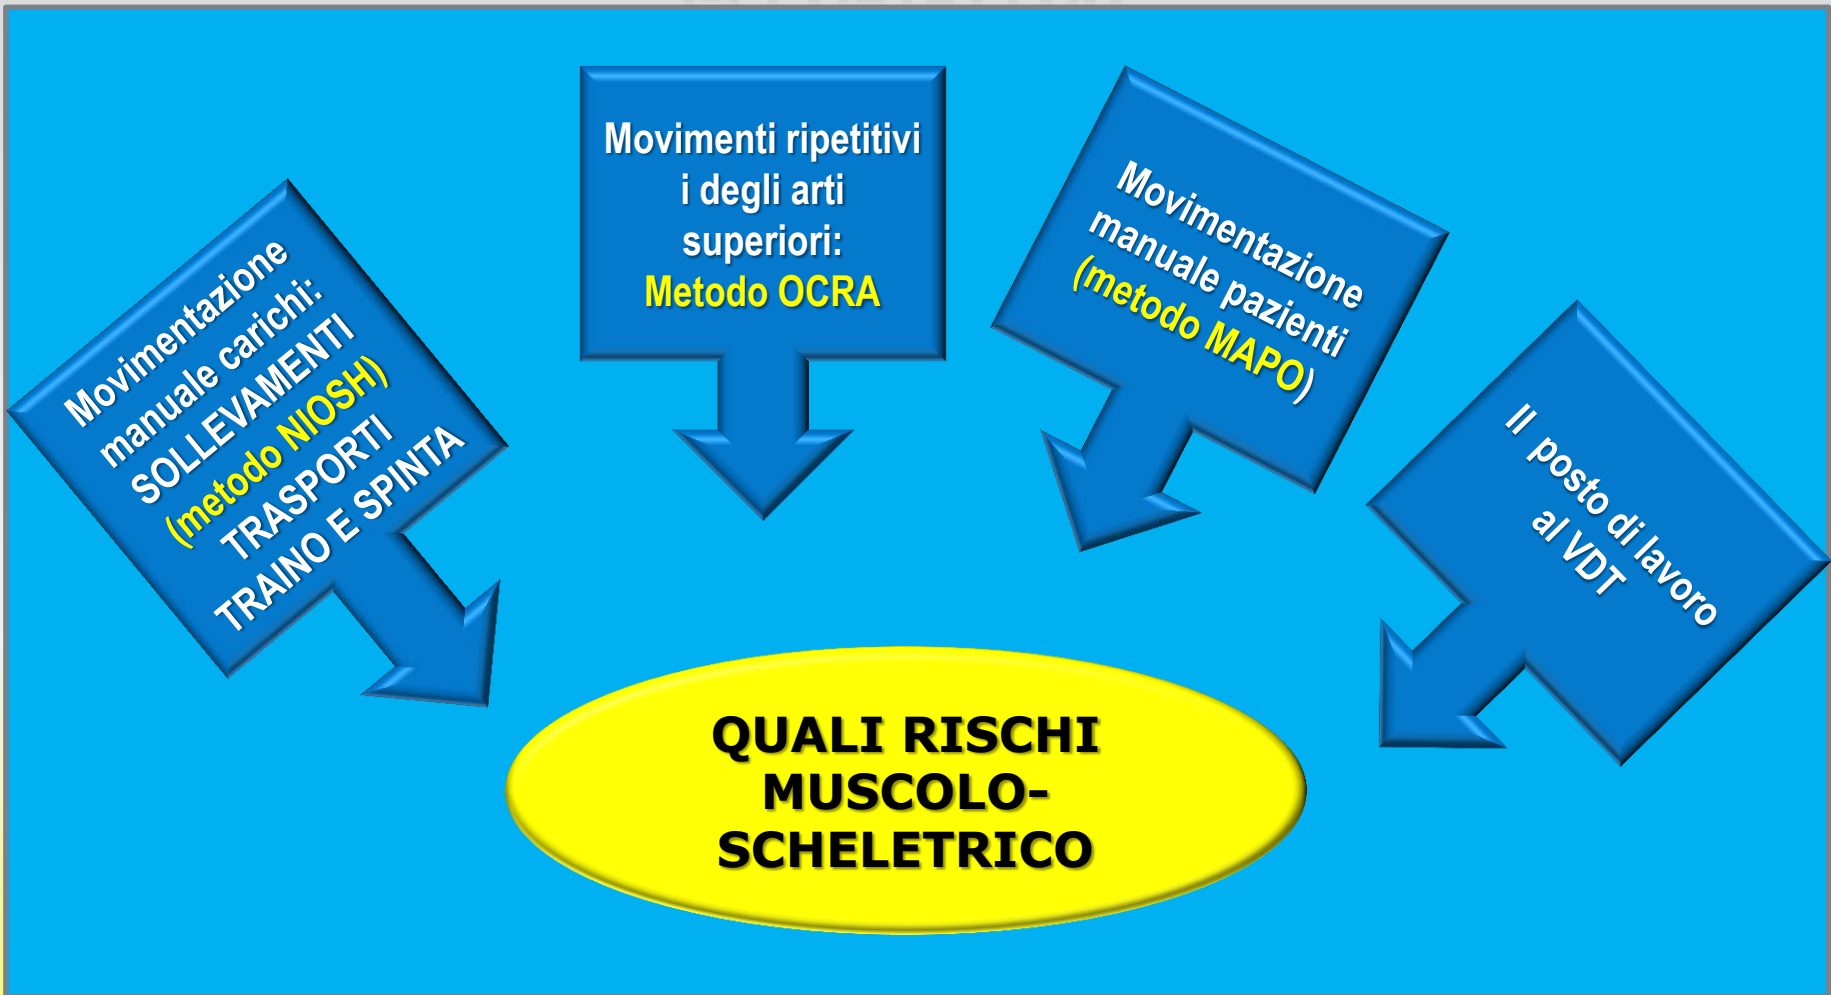 Movimentazione
manuale carichi:
SOLLEVAMENTI
(metodo NIOSH)
TRASPORTI
TRAINO E SPINTA
Movimenti ripetitivi
i degli arti
superiori:
Metodo OCRA
Movimentazione
manuale pazienti
(metodo MAPO)
Il posto di lavoro
al VDT
QUALI RISCHI
MUSCOLO-
SCHELETRICO